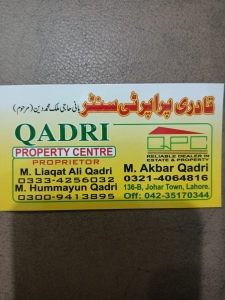 قادری پراپرٹی سنٹر
بانی حاجی ملک محمد دین (مرحوم)
QADRI
PROPERTY CENTRE
PROPRIETOR
M. Liaqat Ali Qadri
0333-4256032
M. Hummayun Qadri
0300-9413895
RELIABLE DEALER IN
ESTATE & PROPERTY
M. Akbar Qadri
0321-4064816
136-B, Johar Town, Lahore.
Off: 042-35170344